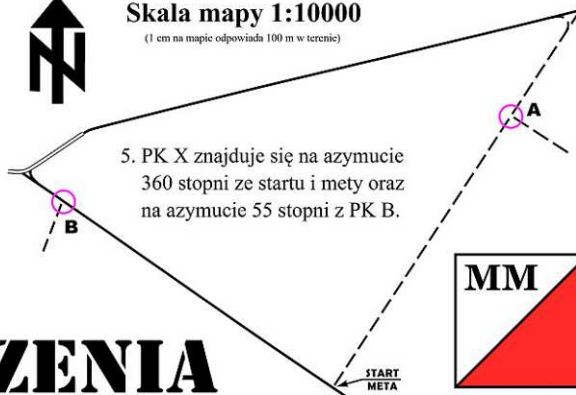 Skala mapy 1:10000
(1 cm na mapie odpowiada 100 m w terenie)
N
A
5. PK X znajduje się na azymucie
360 stopni ze startu i mety oraz
na azymucie 55 stopni z PK B.
B
MM
ZENIA
START
META